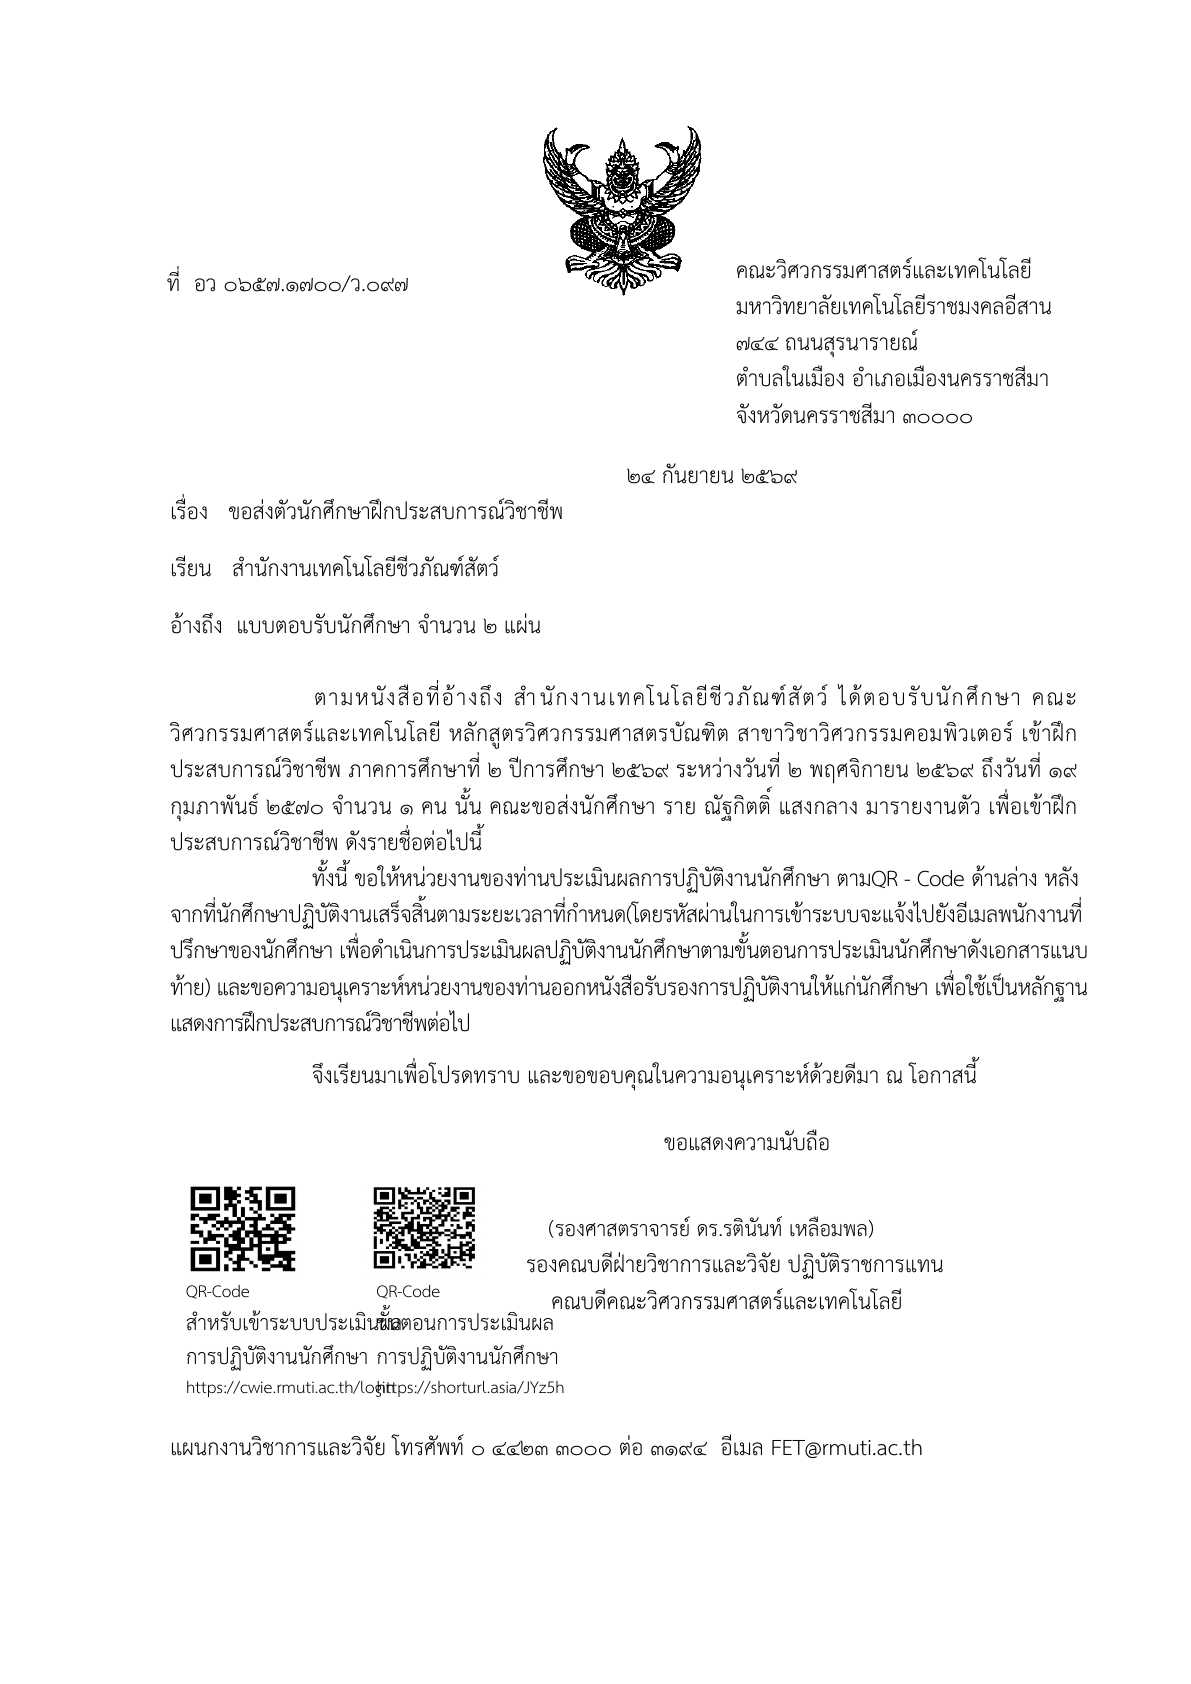 ที่ อว ๐๖๕๗.๑๗๐๐/ว.๐๙๗
คณะวิศวกรรมศาสตร์และเทคโนโลยี
มหาวิทยาลัยเทคโนโลยีราชมงคลอีสาน
๗๔๔ ถนนสุรนารายณ์
ตำบลในเมือง อำเภอเมืองนครราชสีมา
จังหวัดนครราชสีมา ๓๐๐๐๐
๒๔ กันยายน ๒๕๖๙
เรื่อง ขอส่งตัวนักศึกษาฝึกประสบการณ์วิชาชีพ
เรียน สำนักงานเทคโนโลยีชีวภัณฑ์สัตว์
อ้างถึง แบบตอบรับนักศึกษา จำนวน ๒ แผ่น
ตามหนังสือที่อ้างถึง สำนักงานเทคโนโลยีชีวภัณฑ์สัตว์ ได้ตอบรับนักศึกษา คณะ
วิศวกรรมศาสตร์และเทคโนโลยี หลักสูตรวิศวกรรมศาสตรบัณฑิต สาขาวิชาวิศวกรรมคอมพิวเตอร์ เข้าฝึก
ประสบการณ์วิชาชีพ ภาคการศึกษาที่ ๒ ปีการศึกษา ๒๕๖๙ ระหว่างวันที่ ๒ พฤศจิกายน ๒๕๖๙ ถึงวันที่ ๑๙
กุมภาพันธ์ ๒๕๗๐ จำนวน ๑ คน นั้น คณะขอส่งนักศึกษา ราย ณัฐกิตติ์ แสงกลาง มารายงานตัว เพื่อเข้าฝึก
ประสบการณ์วิชาชีพ ดังรายชื่อต่อไปนี้
ทั้งนี้ ขอให้หน่วยงานของท่านประเมินผลการปฏิบัติงานนักศึกษา ตามQR - Code ด้านล่าง หลัง
จากที่นักศึกษาปฏิบัติงานเสร็จสิ้นตามระยะเวลาที่กำหนด(โดยรหัสผ่านในการเข้าระบบจะแจ้งไปยังอีเมลพนักงานที่
ปรึกษาของนักศึกษา เพื่อดำเนินการประเมินผลปฏิบัติงานนักศึกษาตามขั้นตอนการประเมินนักศึกษาดังเอกสารแนบ
ท้าย) และขอความอนุเคราะห์หน่วยงานของท่านออกหนังสือรับรองการปฏิบัติงานให้แก่นักศึกษา เพื่อใช้เป็นหลักฐาน
แสดงการฝึกประสบการณ์วิชาชีพต่อไป
จึงเรียนมาเพื่อโปรดทราบ และขอขอบคุณในความอนุเคราะห์ด้วยดีมา ณ โอกาสนี้
ขอแสดงความนับถือ
(รองศาสตราจารย์ ดร.รตินันท์ เหลือมพล)
รองคณบดีฝ่ายวิชาการและวิจัย ปฏิบัติราชการแทน
คณบดีคณะวิศวกรรมศาสตร์และเทคโนโลยี
QR-Code
สำหรับเข้าระบบประเมินผล
การปฏิบัติงานนักศึกษา
https://cwie.rmuti.ac.th/login
QR-Code
ขั้นตอนการประเมินผล
การปฏิบัติงานนักศึกษา
https://shorturl.asia/JYz5h
แผนกงานวิชาการและวิจัย โทรศัพท์ ๐ ๔๔๒๓ ๓๐๐๐ ต่อ ๓๑๙๔ อีเมล FET@rmuti.ac.th